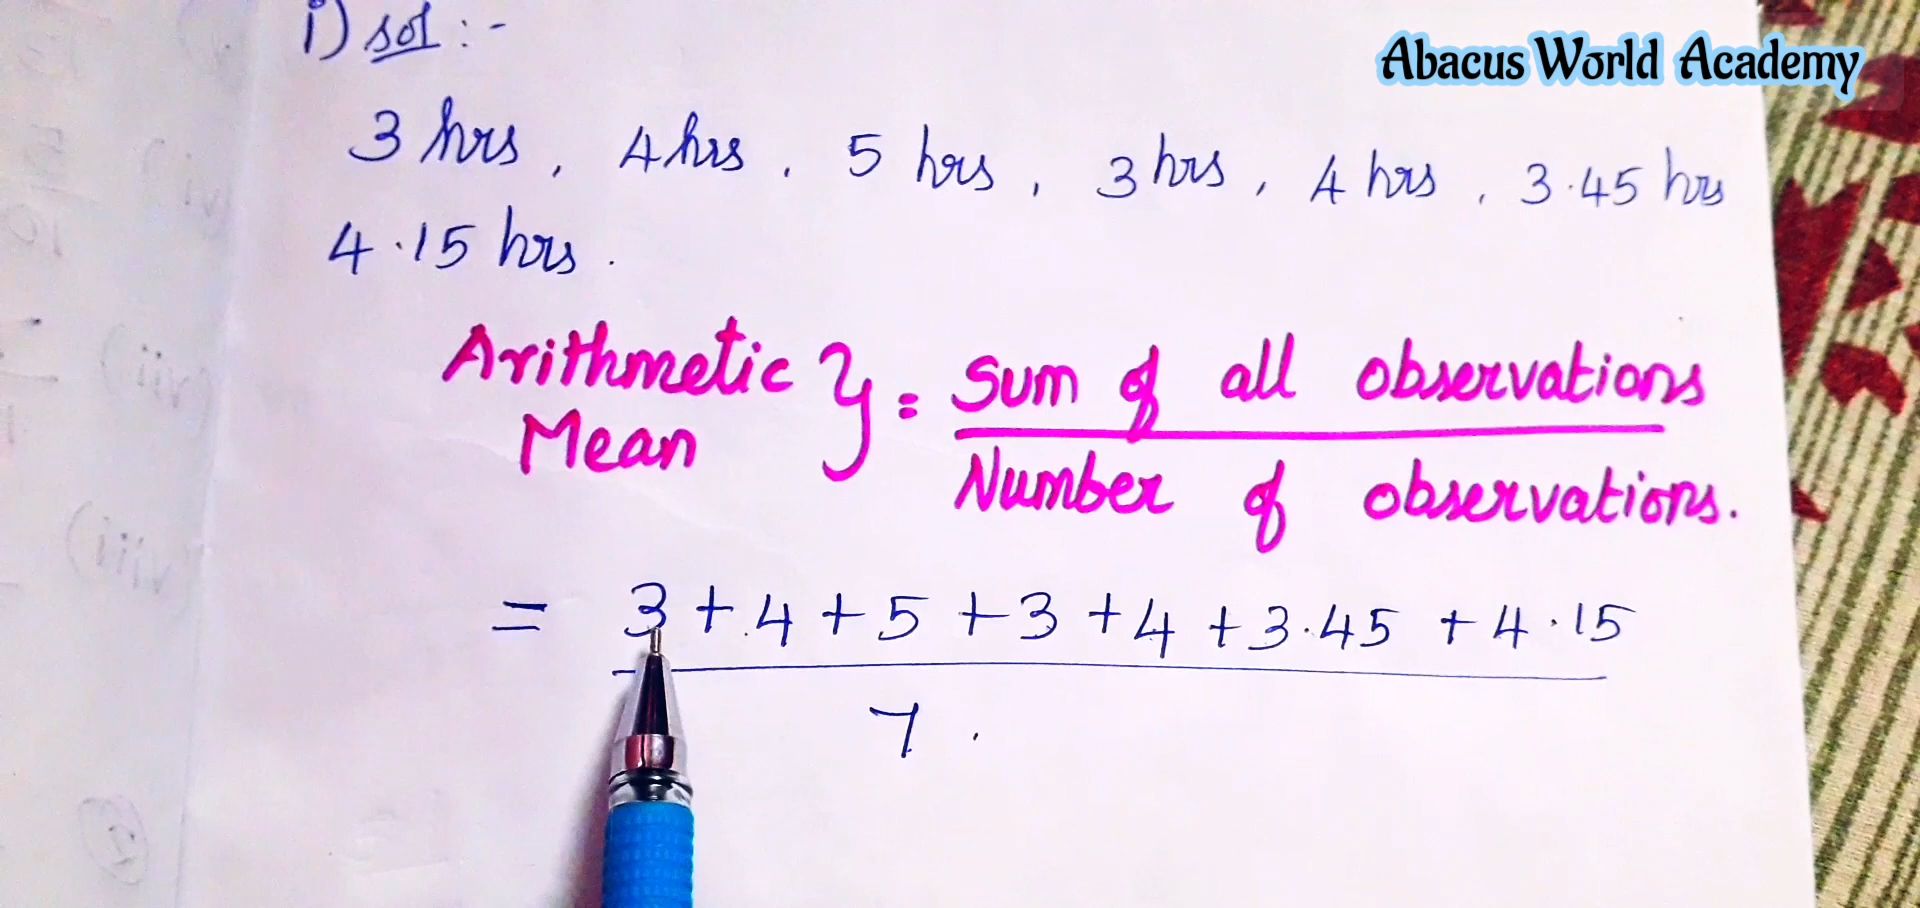 Abacus World Academy
i) sol :-
3 hrs , 4 hrs , 5 hrs , 3 hrs , 4 hrs , 3.45 hrs
4.15 hrs .
Arithmetic Mean } = Sum of all observations
Number of observations.
= 3 + 4 + 5 + 3 + 4 + 3.45 + 4.15
7 .